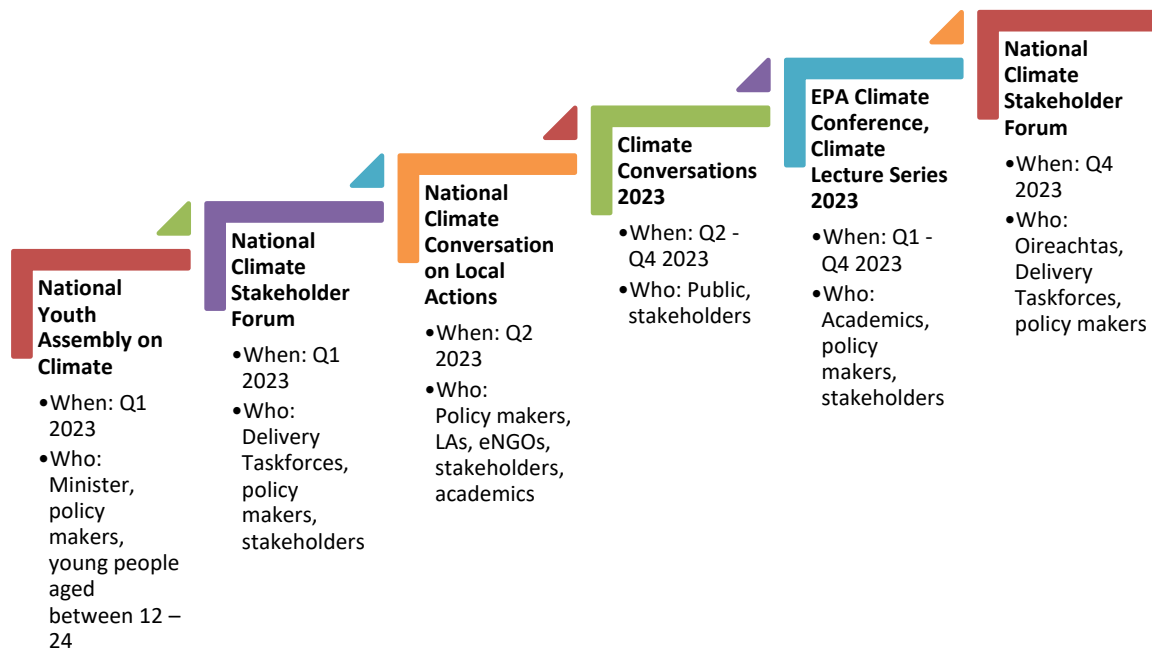 National
Youth
Assembly on
Climate
•When: Q1
2023
•Who:
Minister,
policy
makers,
young people
aged
between 12 –
24
National
Climate
Stakeholder
Forum
•When: Q1
2023
•Who:
Delivery
Taskforces,
policy
makers,
stakeholders
National
Climate
Conversation
on Local
Actions
•When: Q2
2023
•Who:
Policy makers,
LAs, eNGOs,
stakeholders,
academics
Climate
Conversations
2023
•When: Q2 -
Q4 2023
•Who: Public,
stakeholders
EPA Climate
Conference,
Climate
Lecture Series
2023
•When: Q1 -
Q4 2023
•Who:
Academics,
policy
makers,
stakeholders
National
Climate
Stakeholder
Forum
•When: Q4
2023
•Who:
Oireachtas,
Delivery
Taskforces,
policy makers